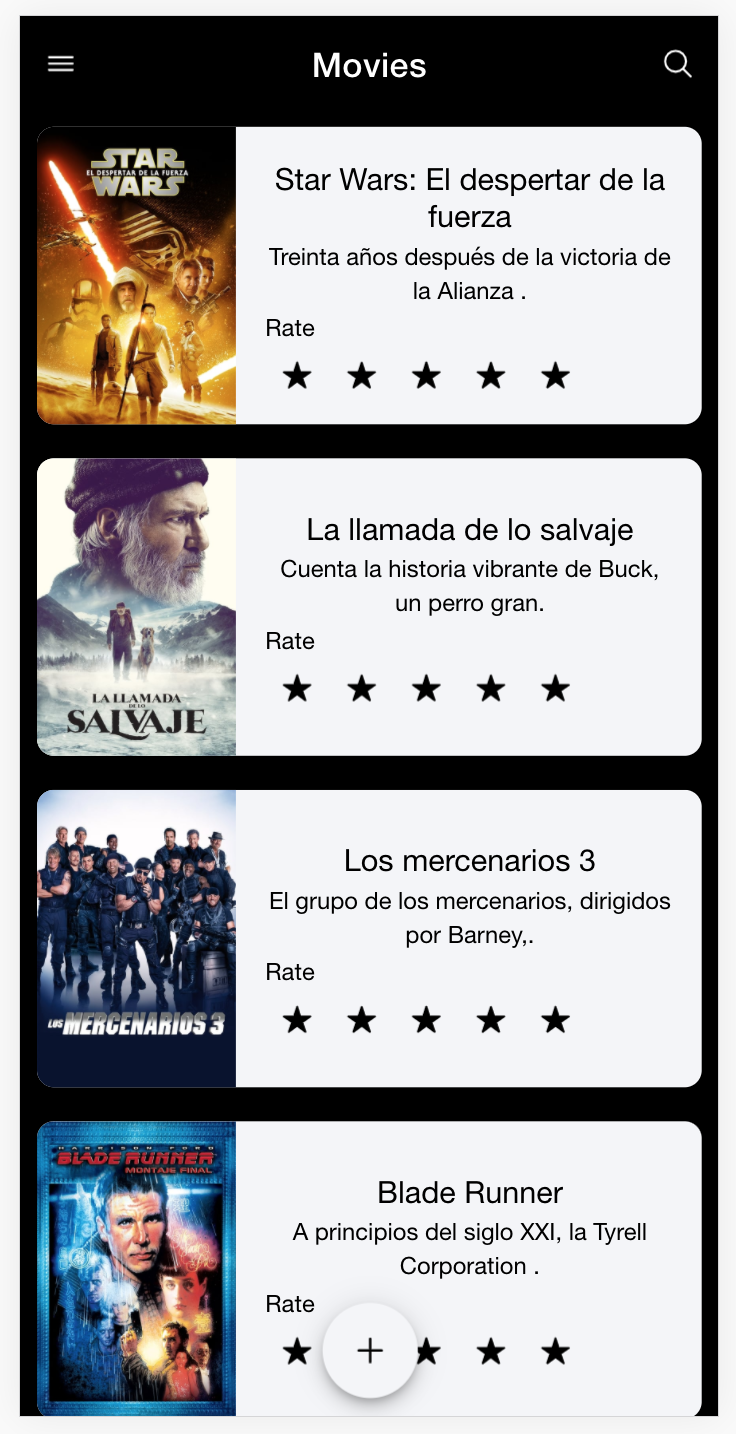 Movies
STAR
EL DESPERTAR DE LA FUERZA
WARS
Star Wars: El despertar de la
fuerza
Treinta años después de la victoria de
la Alianza .
Rate
LA LLAMADA
DE LO
SALVAJE
La llamada de lo salvaje
Cuenta la historia vibrante de Buck,
un perro gran.
Rate
LOS MERCENARIOS 3
Los mercenarios 3
El grupo de los mercenarios, dirigidos
por Barney,.
Rate
HARRISON FORD
BLADE RUNNER
MONTAJE FINAL
Blade Runner
A principios del siglo XXI, la Tyrell
Corporation .
Rate
+